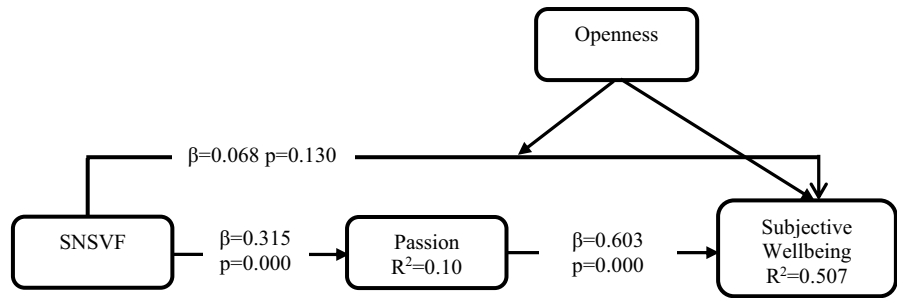 Openness
β=0.068 p=0.130
SNSVF
β=0.315
p=0.000
Passion
R²=0.10
β=0.603
p=0.000
Subjective
Wellbeing
R²=0.507